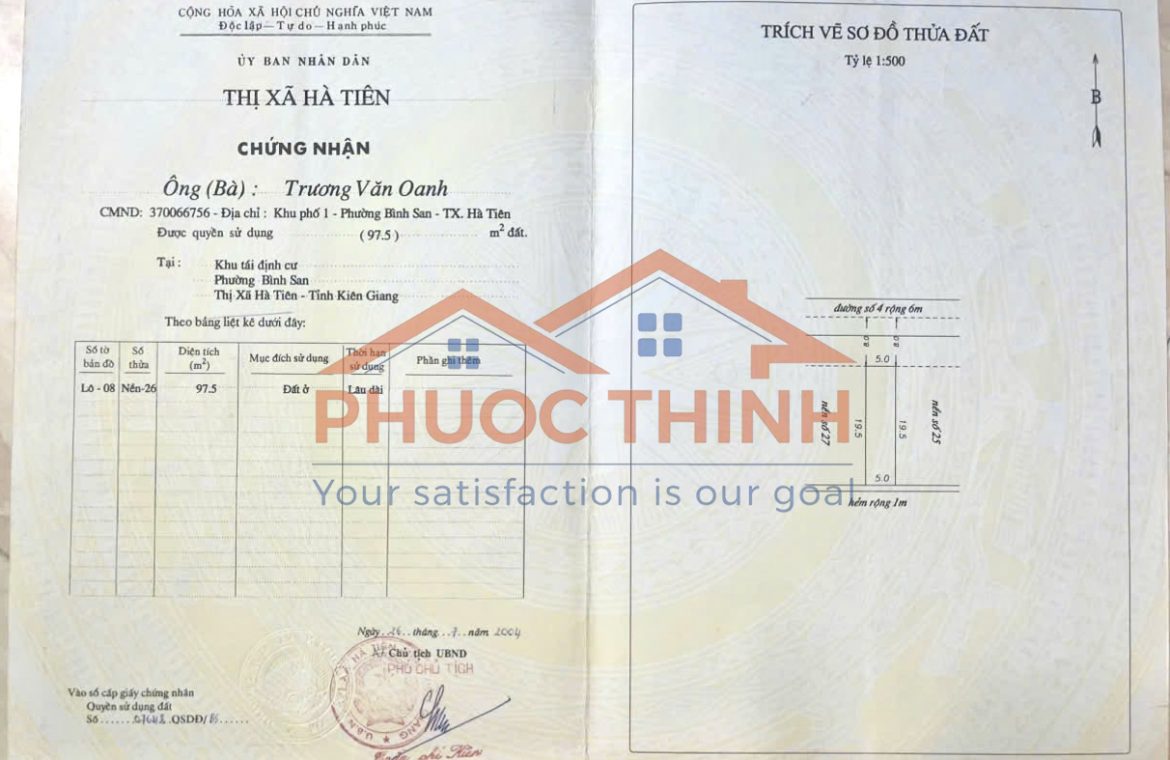 CỘNG HÒA XÃ HỘI CHỦ NGHĨA VIỆT NAM
Độc lập — Tự do — Hạnh phúc
ỦY BAN NHÂN DÂN
THỊ XÃ HÀ TIÊN
CHỨNG NHẬN
Ông (Bà) : Trương Văn Oanh
CMND: 370066756 - Địa chỉ : Khu phố 1 - Phường Bình San - TX. Hà Tiên
Được quyền sử dụng ( 97.5 ) m² đất.
Tại : Khu tái định cư
Phường Bình San
Thị Xã Hà Tiên - Tỉnh Kiên Giang
Theo bảng liệt kê dưới đây:
Số tờ bản đồ Số thửa Diện tích (m²) Mục đích sử dụng Thời hạn sử dụng Phần ghi thêm
Lô - 08 Nền-26 97.5 Đất ở Lâu dài
Ngày 26 tháng 7 năm 2004
Chủ tịch UBND
PHÓ CHỦ TỊCH
Vào sổ cấp giấy chứng nhận
Quyền sử dụng đất
Số QSDĐ/
TRÍCH VẼ SƠ ĐỒ THỬA ĐẤT
Tỷ lệ 1:500
B
đường số 4 rộng 6m
8.0 8.0
5.0
nền số 27
19.5
19.5
nền số 25
5.0
hẻm rộng 1m
PHUOC THINH
Your satisfaction is our goal